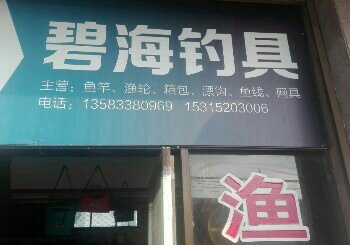 碧海钓具
主营：鱼竿、渔轮、箱包、漂沟、鱼线、网具
电话：13583380969 15315203006
渔